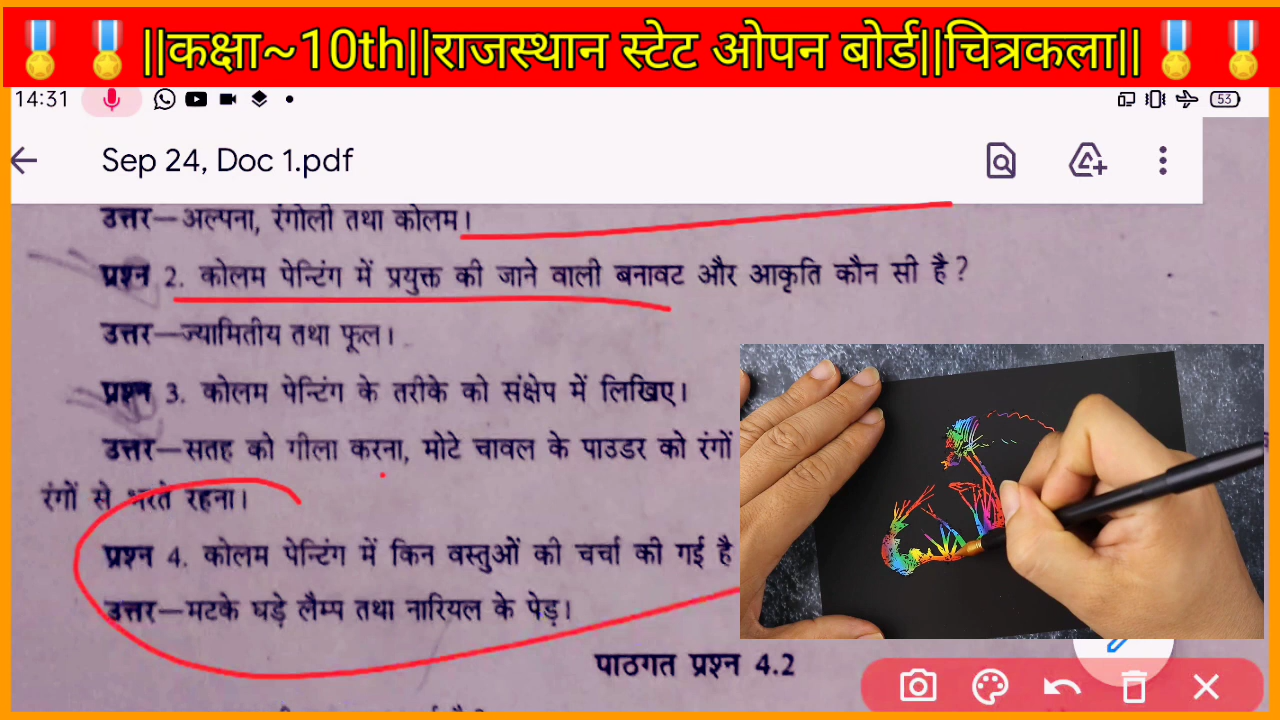 ||कक्षा~10th||राजस्थान स्टेट ओपन बोर्ड||चित्रकला||
14:31
53
Sep 24, Doc 1.pdf
उत्तर—अल्पना, रंगोली तथा कोलम।
प्रश्न 2. कोलम पेन्टिंग में प्रयुक्त की जाने वाली बनावट और आकृति कौन सी है?
उत्तर—ज्यामितीय तथा फूल।
प्रश्न 3. कोलम पेन्टिंग के तरीके को संक्षेप में लिखिए।
उत्तर—सतह को गीला करना, मोटे चावल के पाउडर को रंगों
रंगों से भरते रहना।
प्रश्न 4. कोलम पेन्टिंग में किन वस्तुओं की चर्चा की गई है
उत्तर—मटके घड़े लैम्प तथा नारियल के पेड़।
पाठगत प्रश्न 4.2